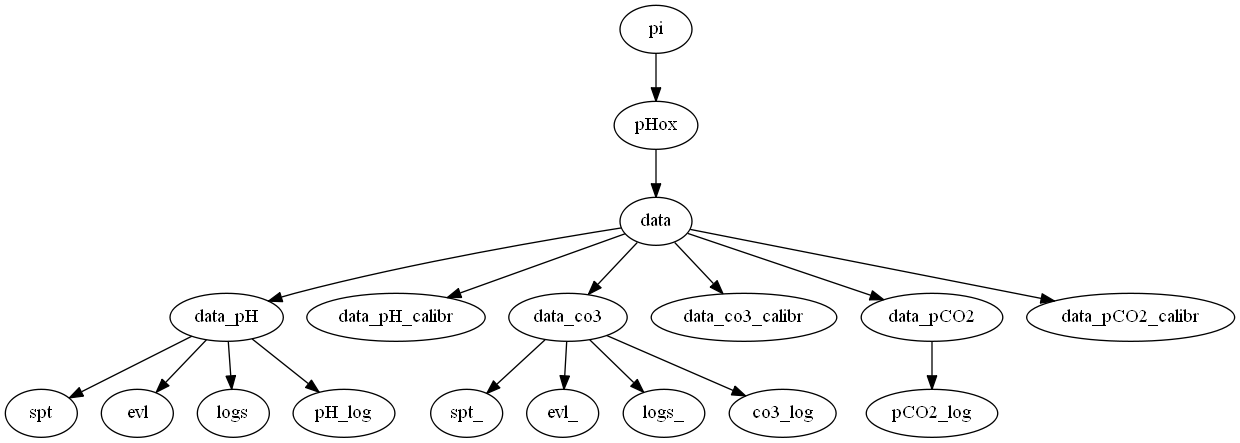 pi
pHox
data
data_pH
data_pH_calibr
data_co3
data_co3_calibr
data_pCO2
data_pCO2_calibr
spt
evl
logs
pH_log
spt_
evl_
logs_
co3_log
pCO2_log